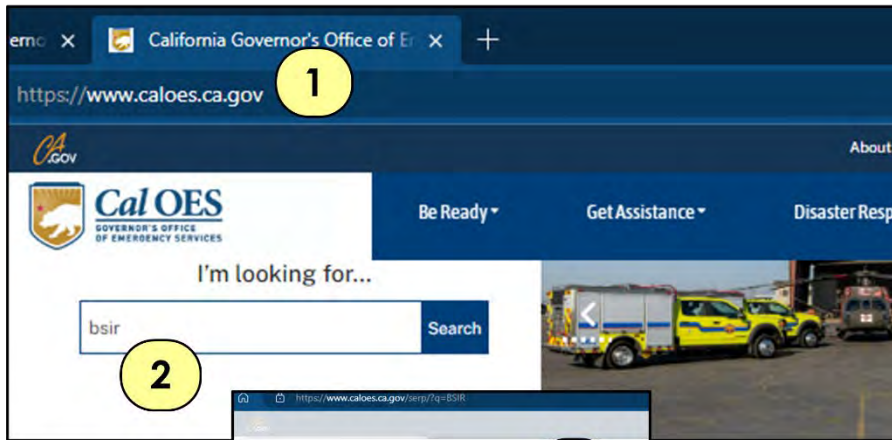 erno
California Governor's Office of Er
1
https://www.caloes.ca.gov
CA.GOV
About
Cal OES
GOVERNOR'S OFFICE
OF EMERGENCY SERVICES
Be Ready
Get Assistance
Disaster Resp
I'm looking for...
bsir
Search
2
https://www.caloes.ca.gov/serp/?q=BSIR